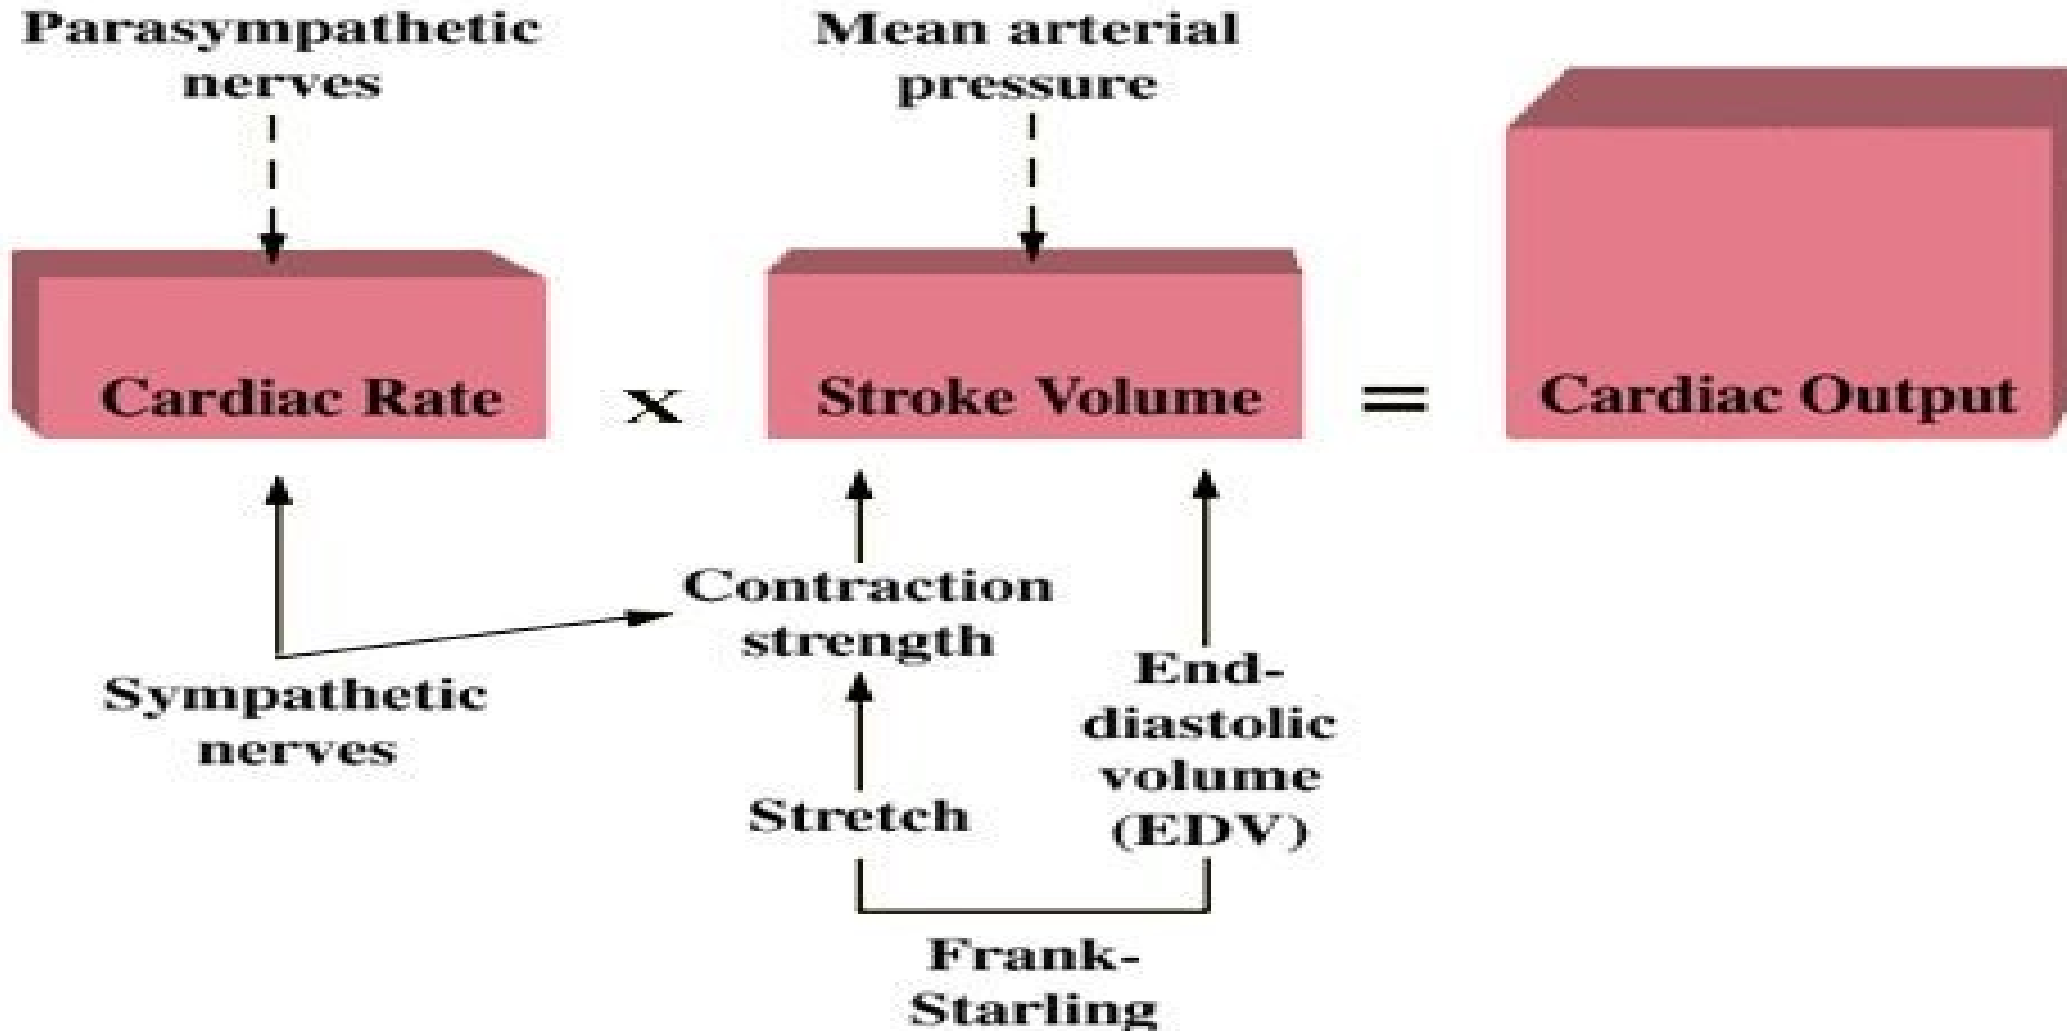 Parasympathetic
nerves
Mean arterial
pressure
Cardiac Rate
x
Stroke Volume
=
Cardiac Output
Sympathetic
nerves
Contraction
strength
Stretch
End-
diastolic
volume
(EDV)
Frank-
Starling